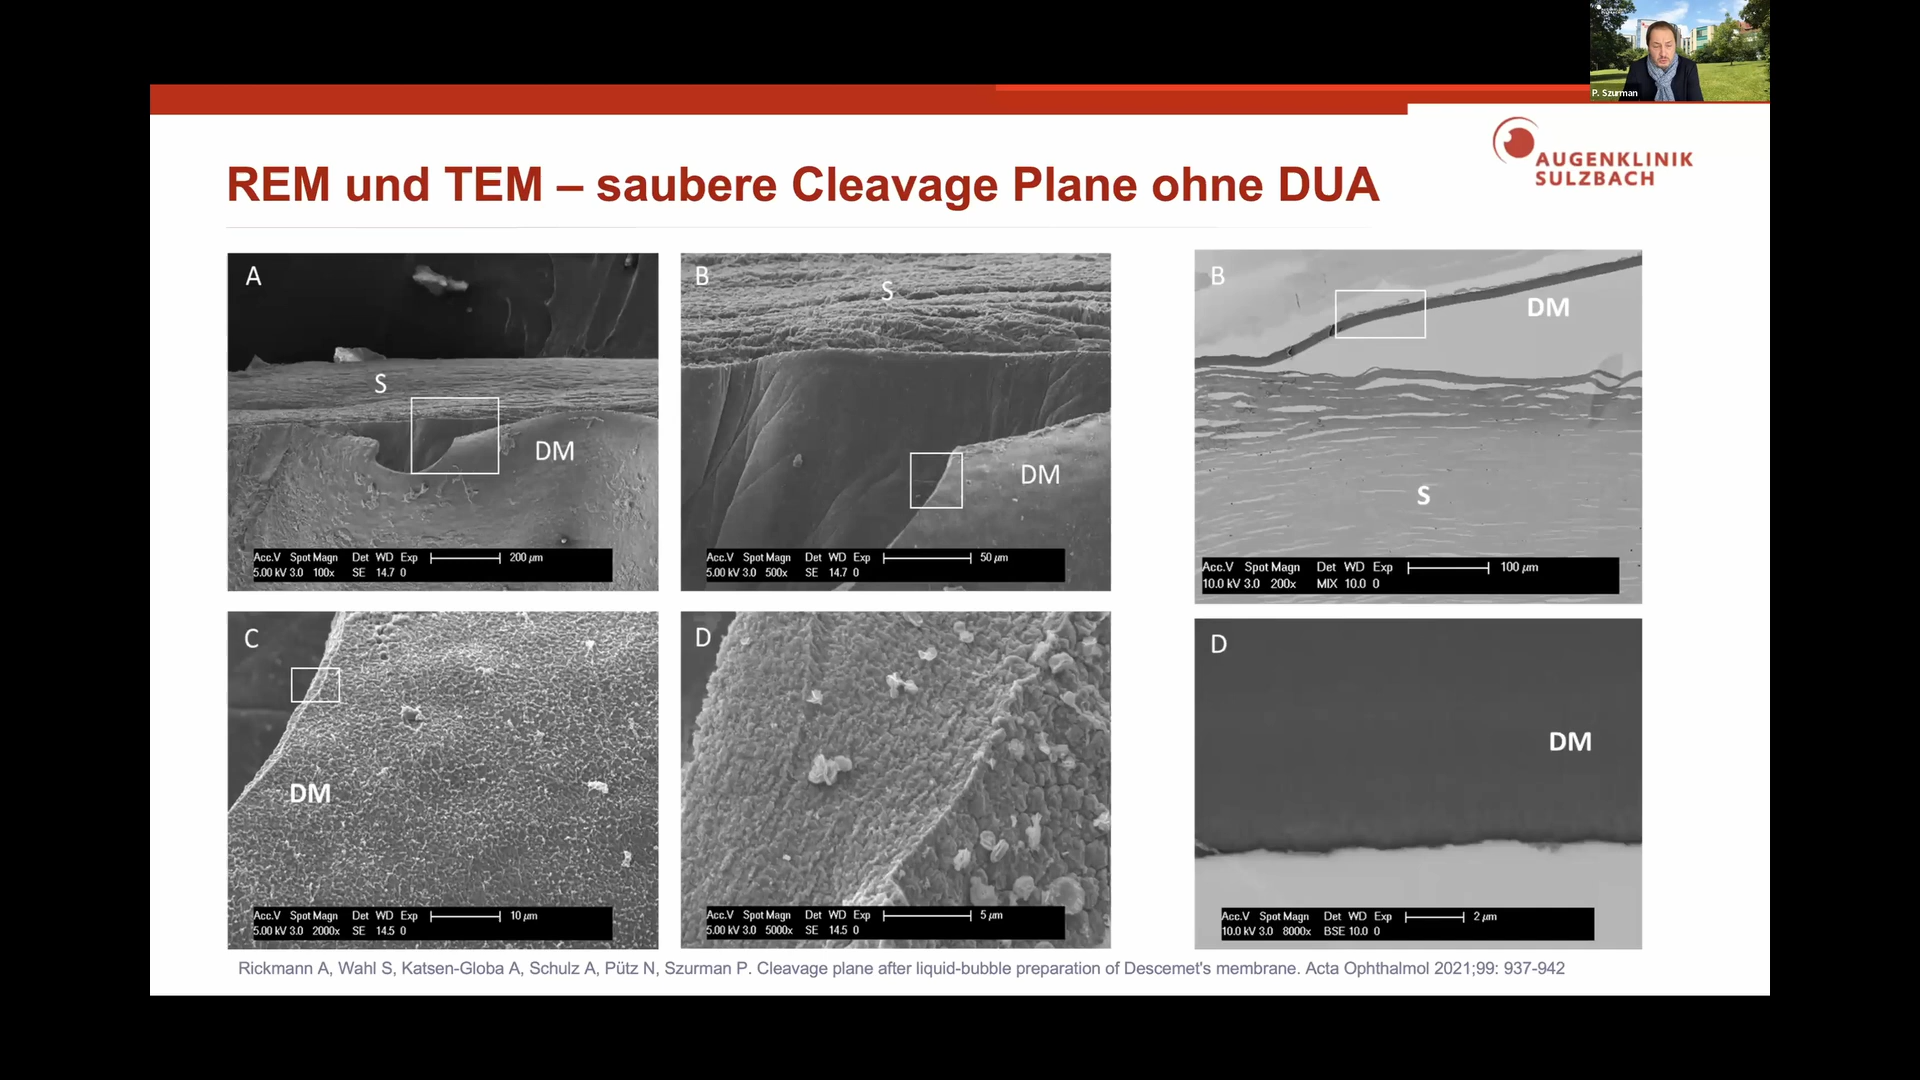 P. Szurman
AUGENKLINIK
SULZBACH
REM und TEM – saubere Cleavage Plane ohne DUA
A
S
DM
Acc.V Spot Magn Det WD Exp 200 µm
5.00 kV 3.0 100x SE 14.7 0
B
S
DM
Acc.V Spot Magn Det WD Exp 50 µm
5.00 kV 3.0 500x SE 14.7 0
B
DM
S
Acc.V Spot Magn Det WD Exp 100 µm
10.0 kV 3.0 200x MIX 10.0 0
C
DM
Acc.V Spot Magn Det WD Exp 10 µm
5.00 kV 3.0 2000x SE 14.5 0
D
Acc.V Spot Magn Det WD Exp 5 µm
5.00 kV 3.0 5000x SE 14.5 0
D
DM
Acc.V Spot Magn Det WD Exp 2 µm
10.0 kV 3.0 8000x BSE 10.0 0
Rickmann A, Wahl S, Katsen-Globa A, Schulz A, Pütz N, Szurman P. Cleavage plane after liquid-bubble preparation of Descemet's membrane. Acta Ophthalmol 2021;99: 937-942